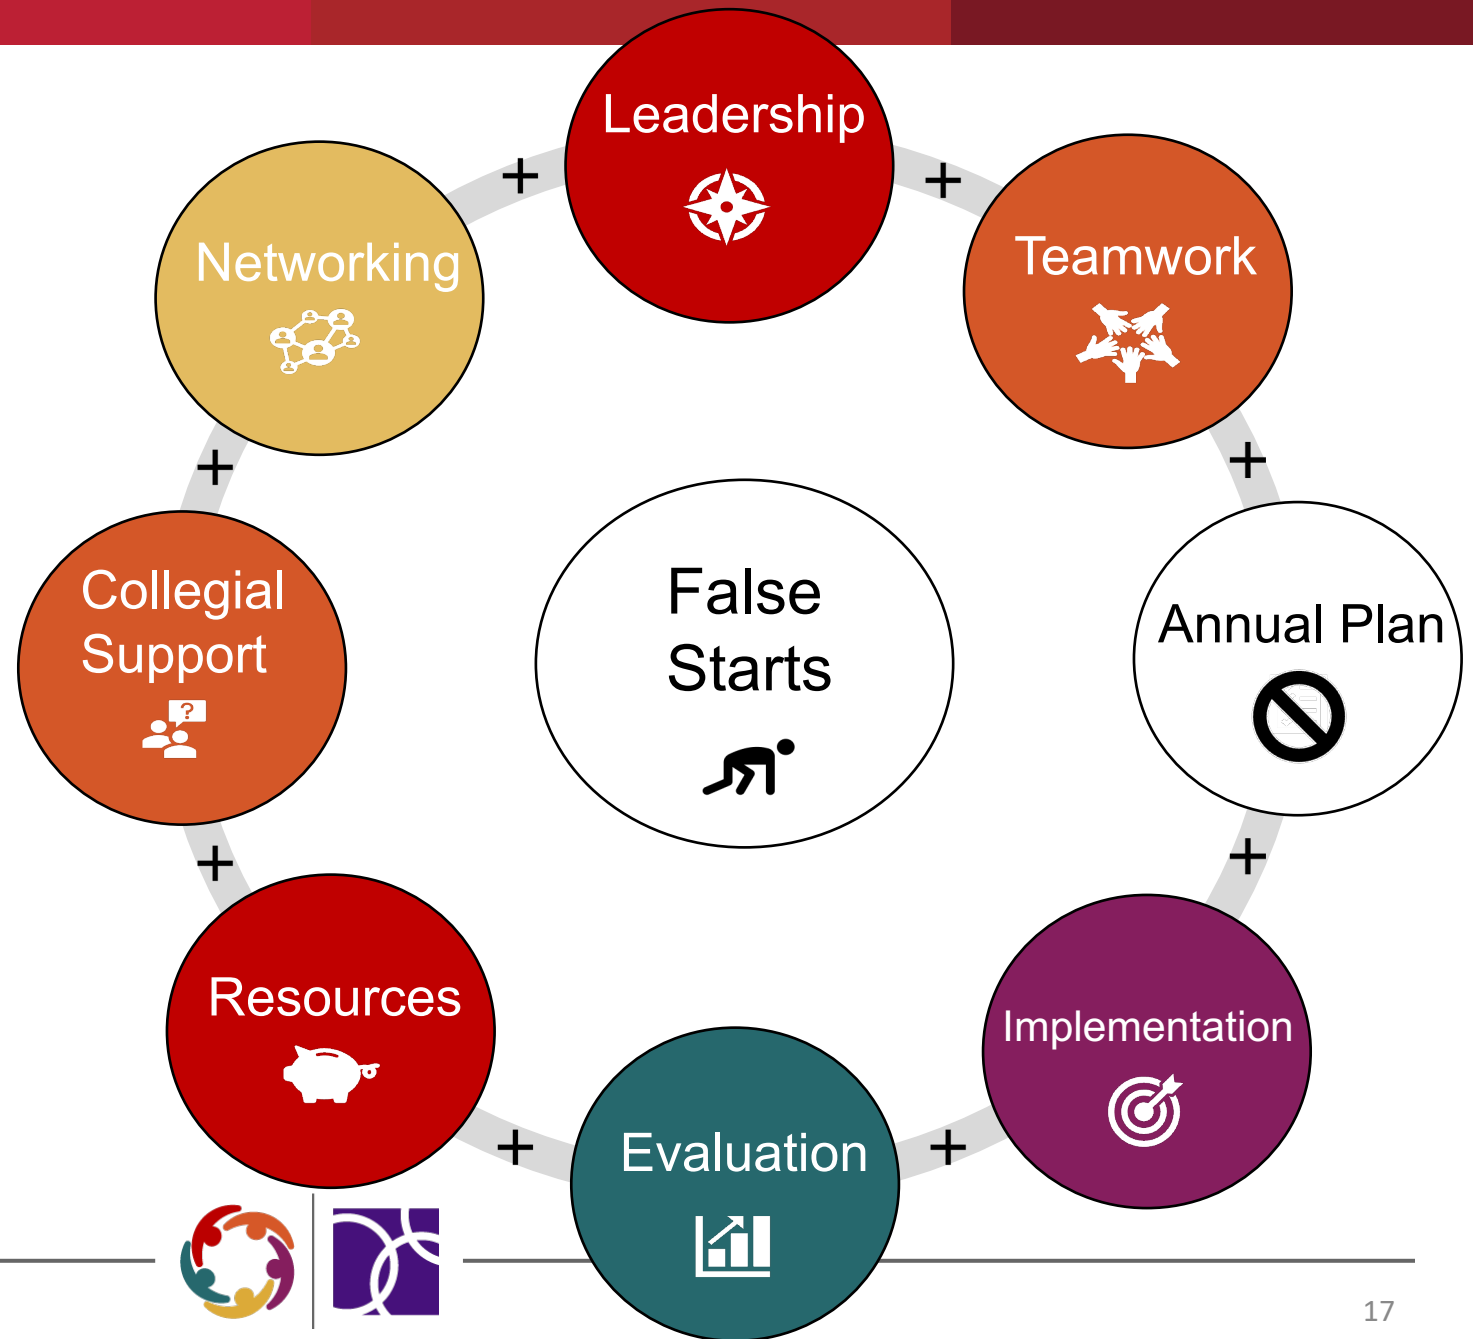 Leadership
+
+
Networking
Teamwork
+
+
False
Starts
Collegial
Support
?
Annual Plan
+
+
Resources
Implementation
+
+
Evaluation
17